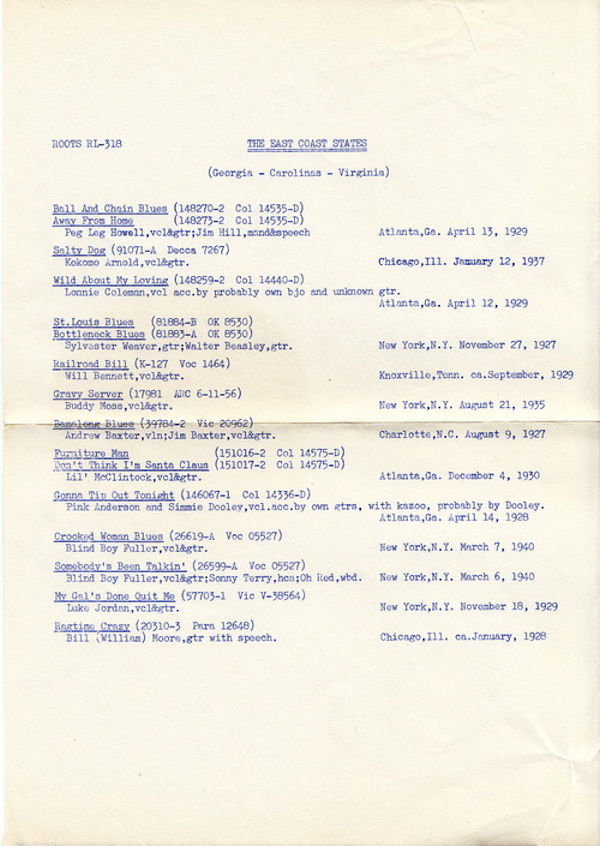 ROOTS RL-318 THE EAST COAST STATES
(Georgia - Carolinas - Virginia)
Ball And Chain Blues (148270-2 Col 14535-D)
Away From Home (148273-2 Col 14535-D)
Peg Leg Howell,vcl&gtr;Jim Hill,mand&speech Atlanta,Ga. April 13, 1929
Salty Dog (91071-A Decca 7267)
Kokomo Arnold,vcl&gtr. Chicago,Ill. January 12, 1937
Wild About My Loving (148259-2 Col 14440-D)
Lonnie Coleman,vcl acc.by probably own bjo and unknown gtr.
Atlanta,Ga. April 12, 1929
St.Louis Blues (81884-B OK 8530)
Bottleneck Blues (81883-A OK 8530)
Sylvester Weaver,gtr;Walter Beasley,gtr. New York,N.Y. November 27, 1927
Railroad Bill (K-127 Voc 1464)
Will Bennett,vcl&gtr. Knoxville,Tenn. ca.September, 1929
Gravy Server (17981 ARC 6-11-56)
Buddy Moss,vcl&gtr. New York,N.Y. August 21, 1935
Bamalong Blues (39784-2 Vic 20962)
Andrew Baxter,vln;Jim Baxter,vcl&gtr. Charlotte,N.C. August 9, 1927
Furniture Man (151016-2 Col 14575-D)
Don't Think I'm Santa Claus (151017-2 Col 14575-D)
Lil' McClintock,vcl&gtr. Atlanta,Ga. December 4, 1930
Gonna Tip Out Tonight (146067-1 Col 14336-D)
Pink Anderson and Simmie Dooley,vcl.acc.by own gtrs, with kazoo, probably by Dooley.
Atlanta,Ga. April 14, 1928
Crooked Woman Blues (26619-A Voc 05527)
Blind Boy Fuller,vcl&gtr. New York,N.Y. March 7, 1940
Somebody's Been Talkin' (26599-A Voc 05527)
Blind Boy Fuller,vcl&gtr;Sonny Terry,hca;Oh Red,wbd. New York,N.Y. March 6, 1940
My Gal's Done Quit Me (57703-1 Vic V-38564)
Luke Jordan,vcl&gtr. New York,N.Y. November 18, 1929
Ragtime Crazy (20310-3 Para 12648)
Bill (William) Moore,gtr with speech. Chicago,Ill. ca.January, 1928